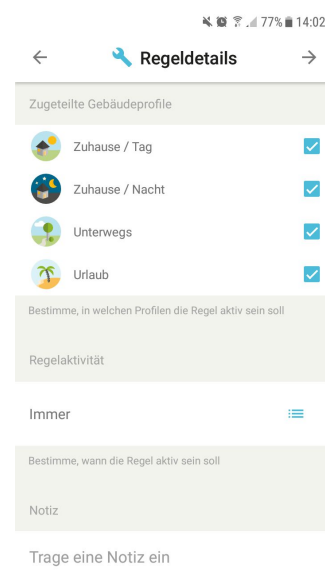 77% 14:02
Regeldetails
Zugeteilte Gebäudeprofile
Zuhause / Tag
Zuhause / Nacht
Unterwegs
Urlaub
Bestimme, in welchen Profilen die Regel aktiv sein soll
Regelaktivität
Immer
Bestimme, wann die Regel aktiv sein soll
Notiz
Trage eine Notiz ein